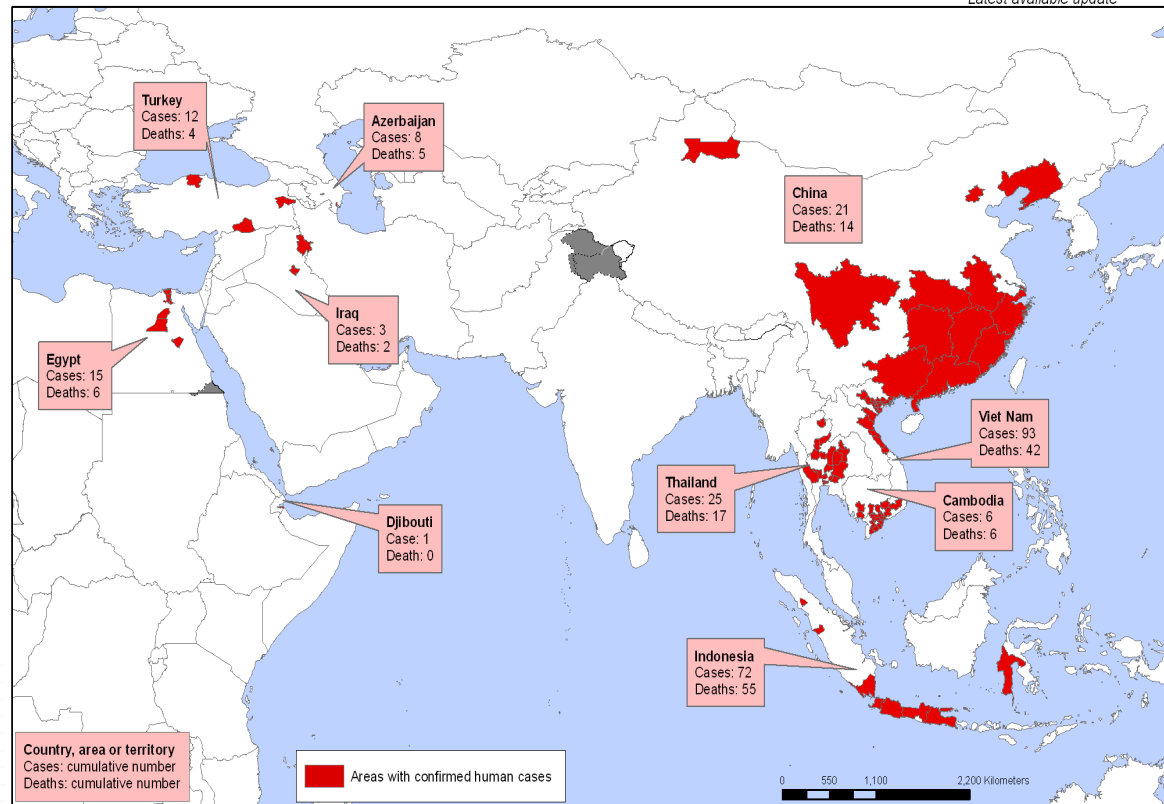 Latest available update
Turkey
Cases: 12
Deaths: 4
Azerbaijan
Cases: 8
Deaths: 5
China
Cases: 21
Deaths: 14
Iraq
Cases: 3
Deaths: 2
Egypt
Cases: 15
Deaths: 6
Viet Nam
Cases: 93
Deaths: 42
Thailand
Cases: 25
Deaths: 17
Cambodia
Cases: 6
Deaths: 6
Djibouti
Case: 1
Death: 0
Indonesia
Cases: 72
Deaths: 55
Country, area or territory
Cases: cumulative number
Deaths: cumulative number
Areas with confirmed human cases
0 550 1,100 2,200 Kilometers